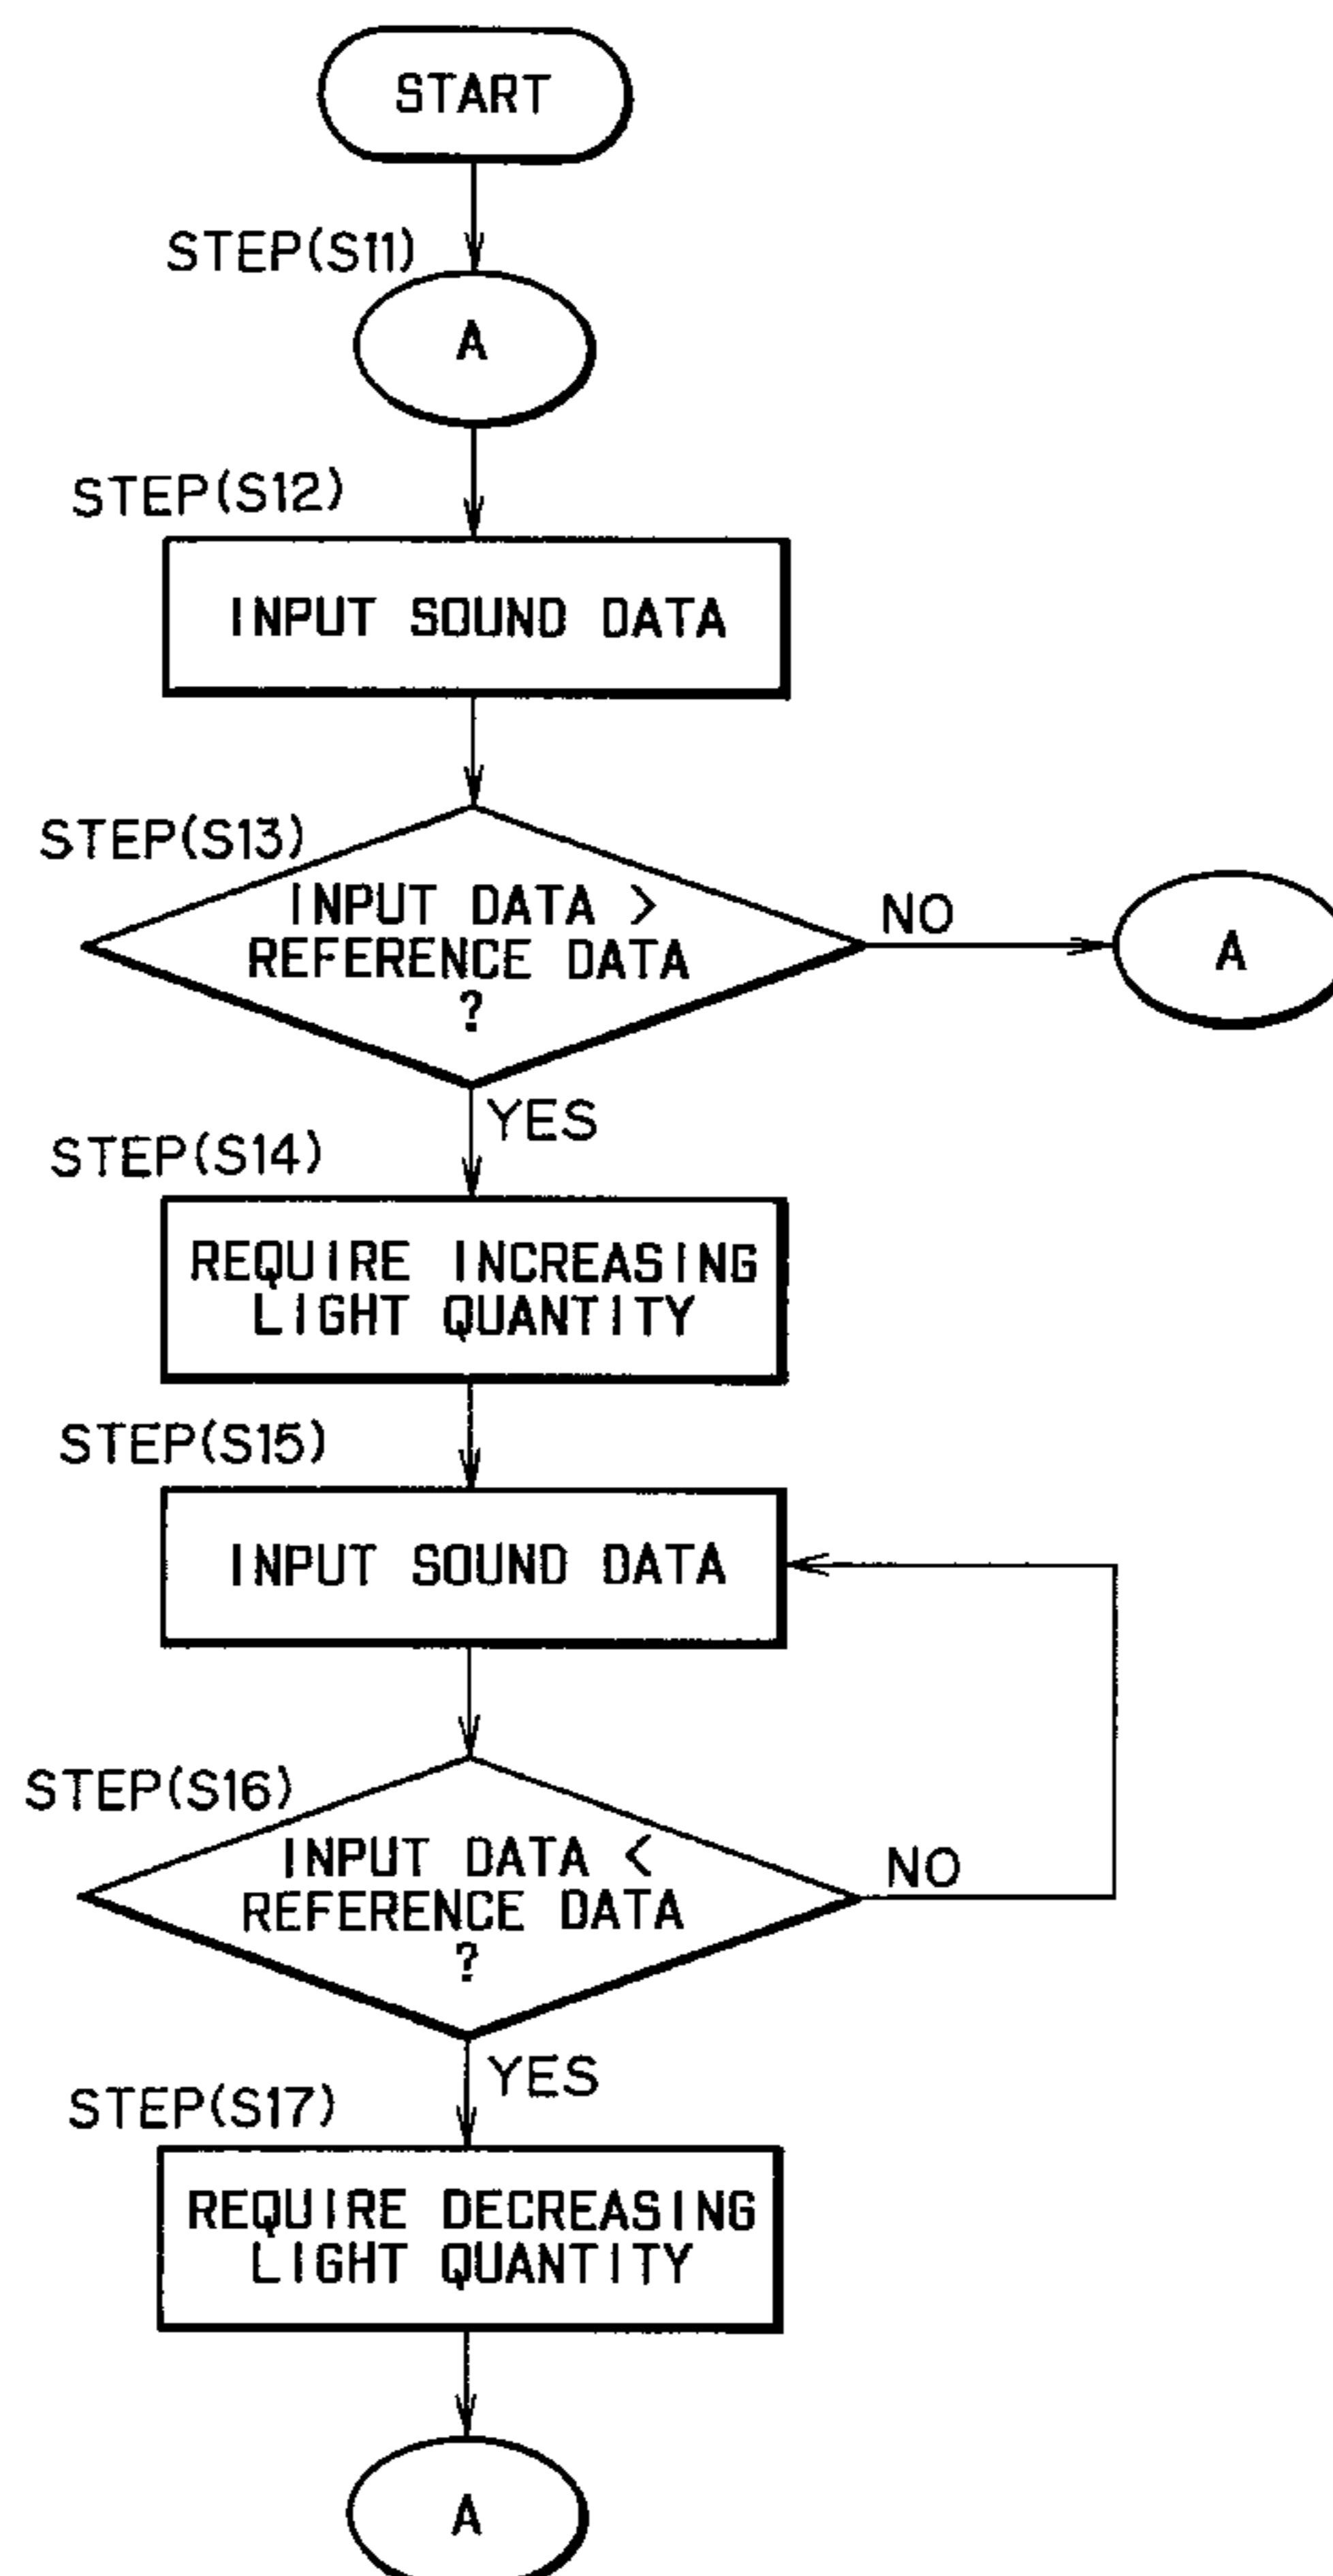 START
STEP(S11)
A
STEP(S12)
INPUT SOUND DATA
STEP(S13)
INPUT DATA >
REFERENCE DATA
?
NO
A
YES
STEP(S14)
REQUIRE INCREASING
LIGHT QUANTITY
STEP(S15)
INPUT SOUND DATA
STEP(S16)
INPUT DATA <
REFERENCE DATA
?
NO
YES
STEP(S17)
REQUIRE DECREASING
LIGHT QUANTITY
A